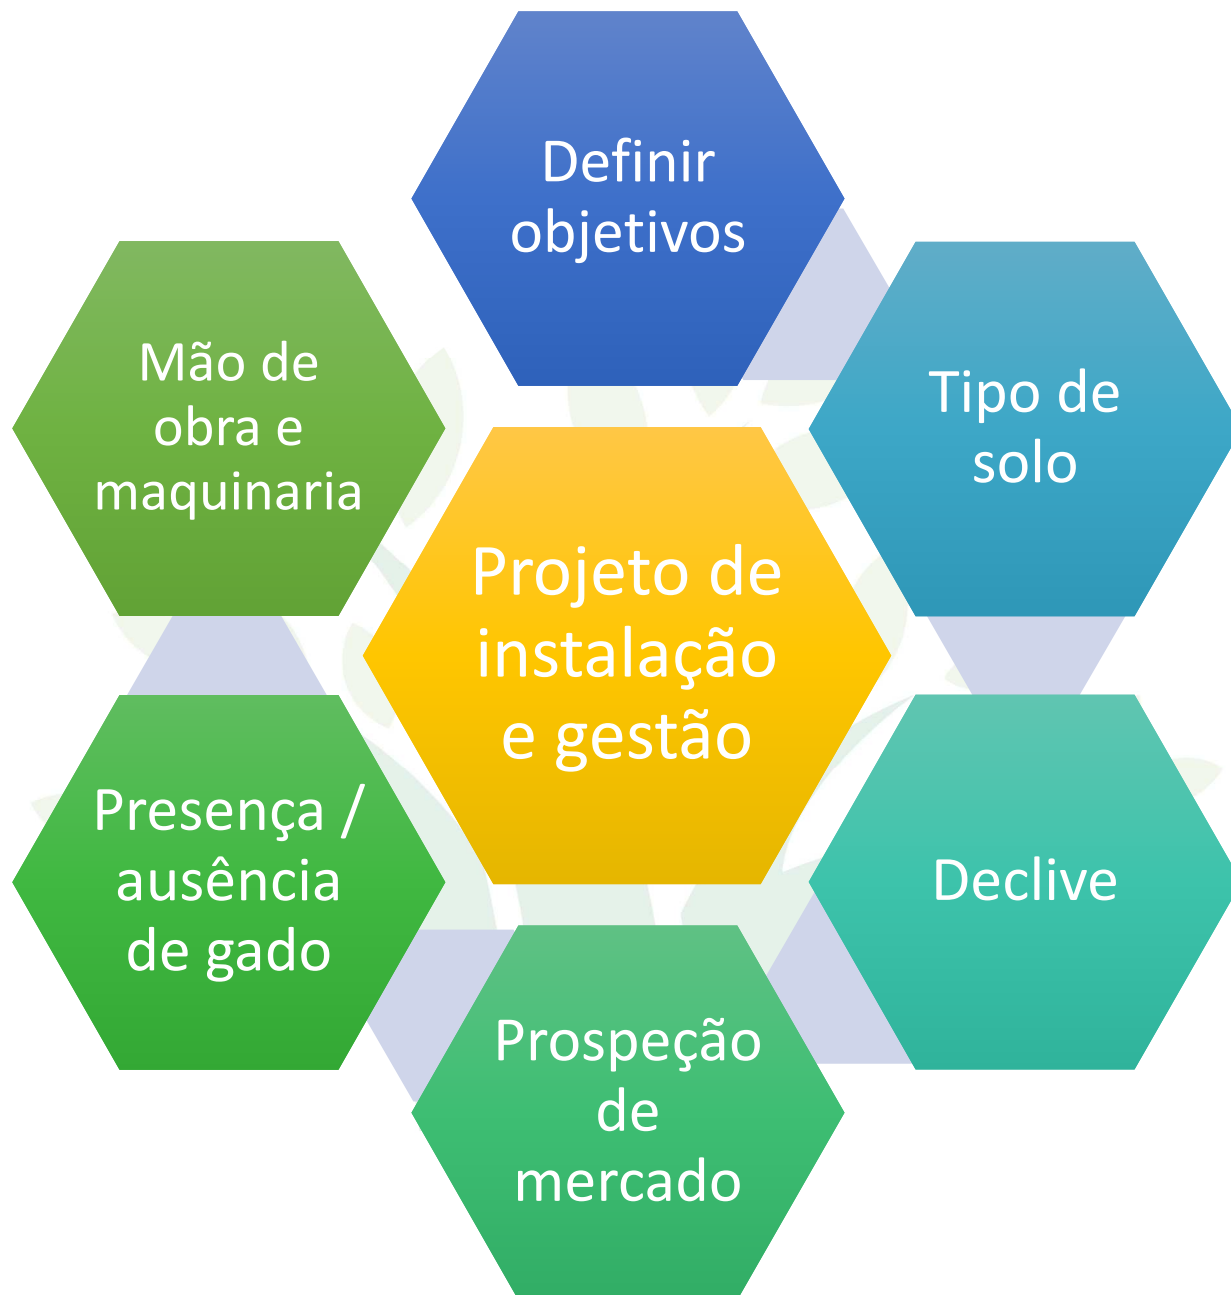 Definir
objetivos
Tipo de
solo
Declive
Prospeção
de
mercado
Presença /
ausência
de gado
Mão de
obra e
maquinaria
Projeto de
instalação
e gestão